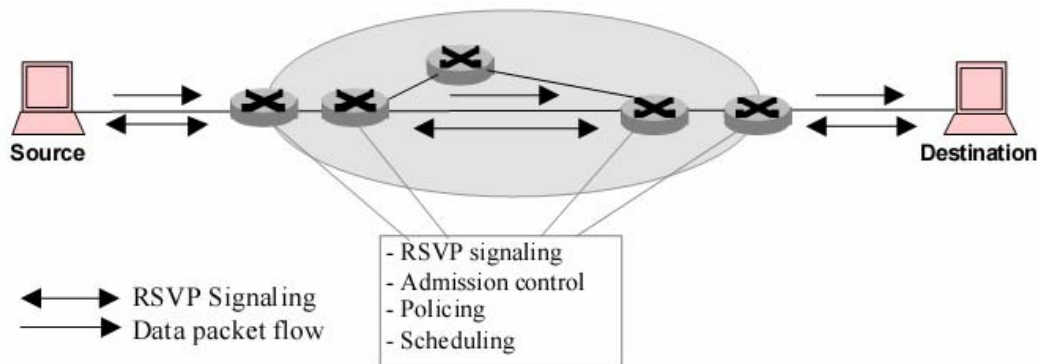 Source
Destination
- RSVP signaling
- Admission control
- Policing
- Scheduling
RSVP Signaling
Data packet flow